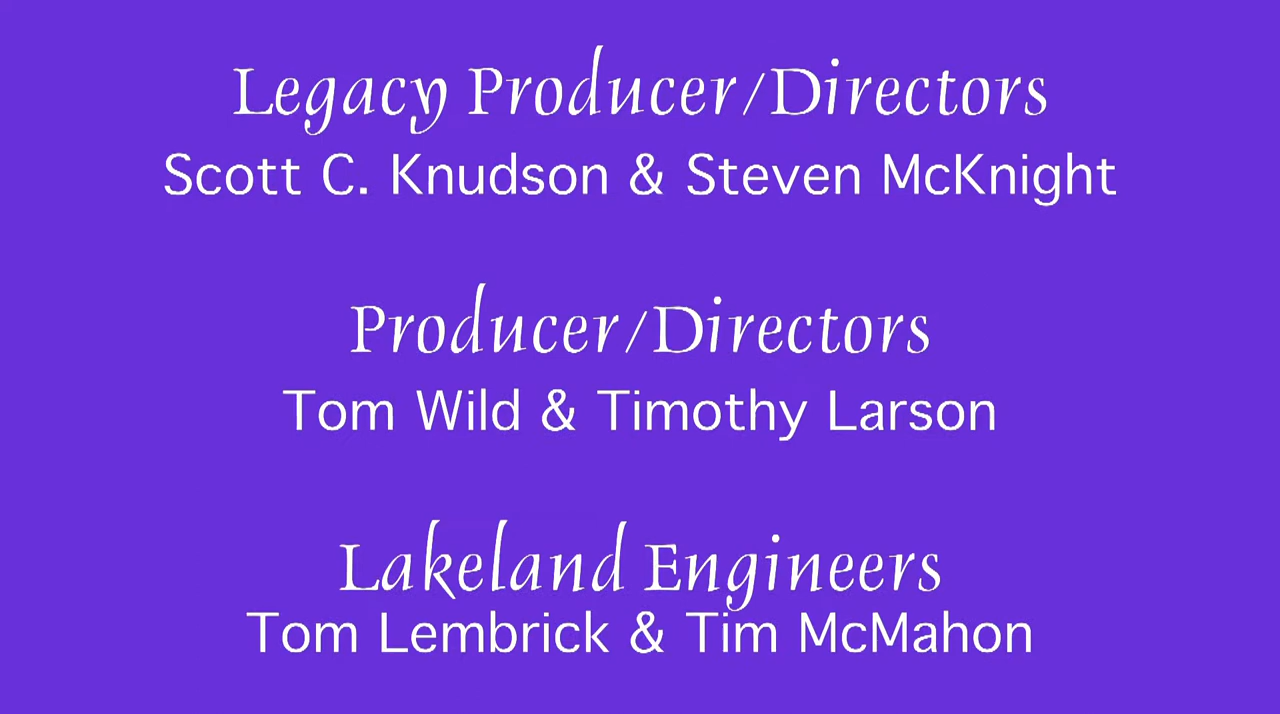 Legacy Producer/Directors
Scott C. Knudson & Steven McKnight
Producer/Directors
Tom Wild & Timothy Larson
Lakeland Engineers
Tom Lembrick & Tim McMahon